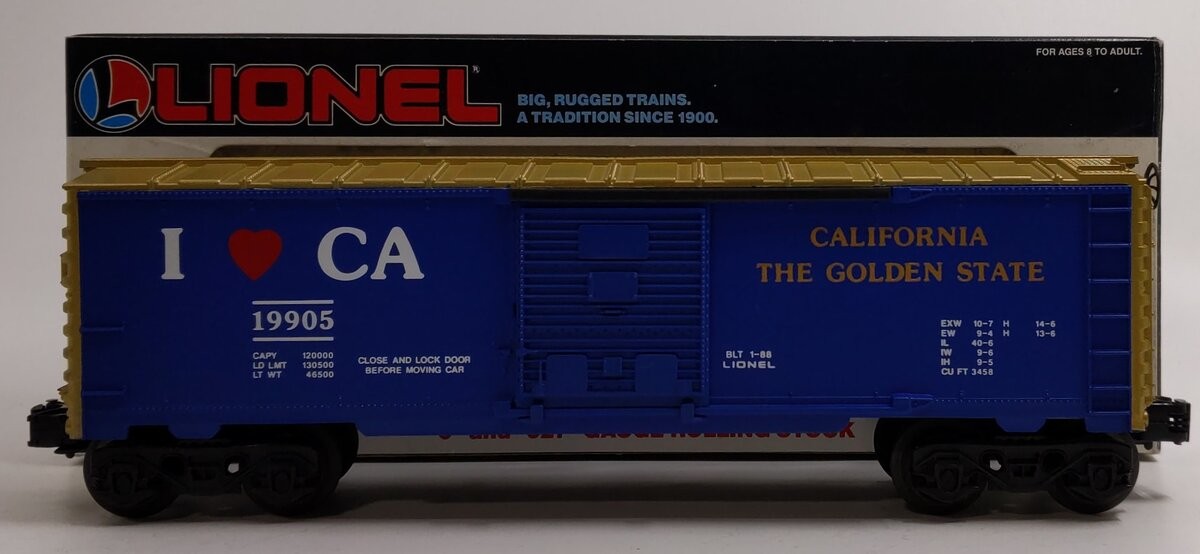 LIONEL
BIG, RUGGED TRAINS.
A TRADITION SINCE 1900.
FOR AGES 8 TO ADULT.
I ♥ CA
19905
CAPY 120000
LD LMT 130500
LT WT 46500
CLOSE AND LOCK DOOR
BEFORE MOVING CAR
BLT 1-88
LIONEL
CALIFORNIA
THE GOLDEN STATE
EXW 10-7 H 14-6
EW 9-4 H 13-6
IL 40-6
IW 9-6
IH 9-5
CU FT 3458
GAUGE ROLLING STOCK